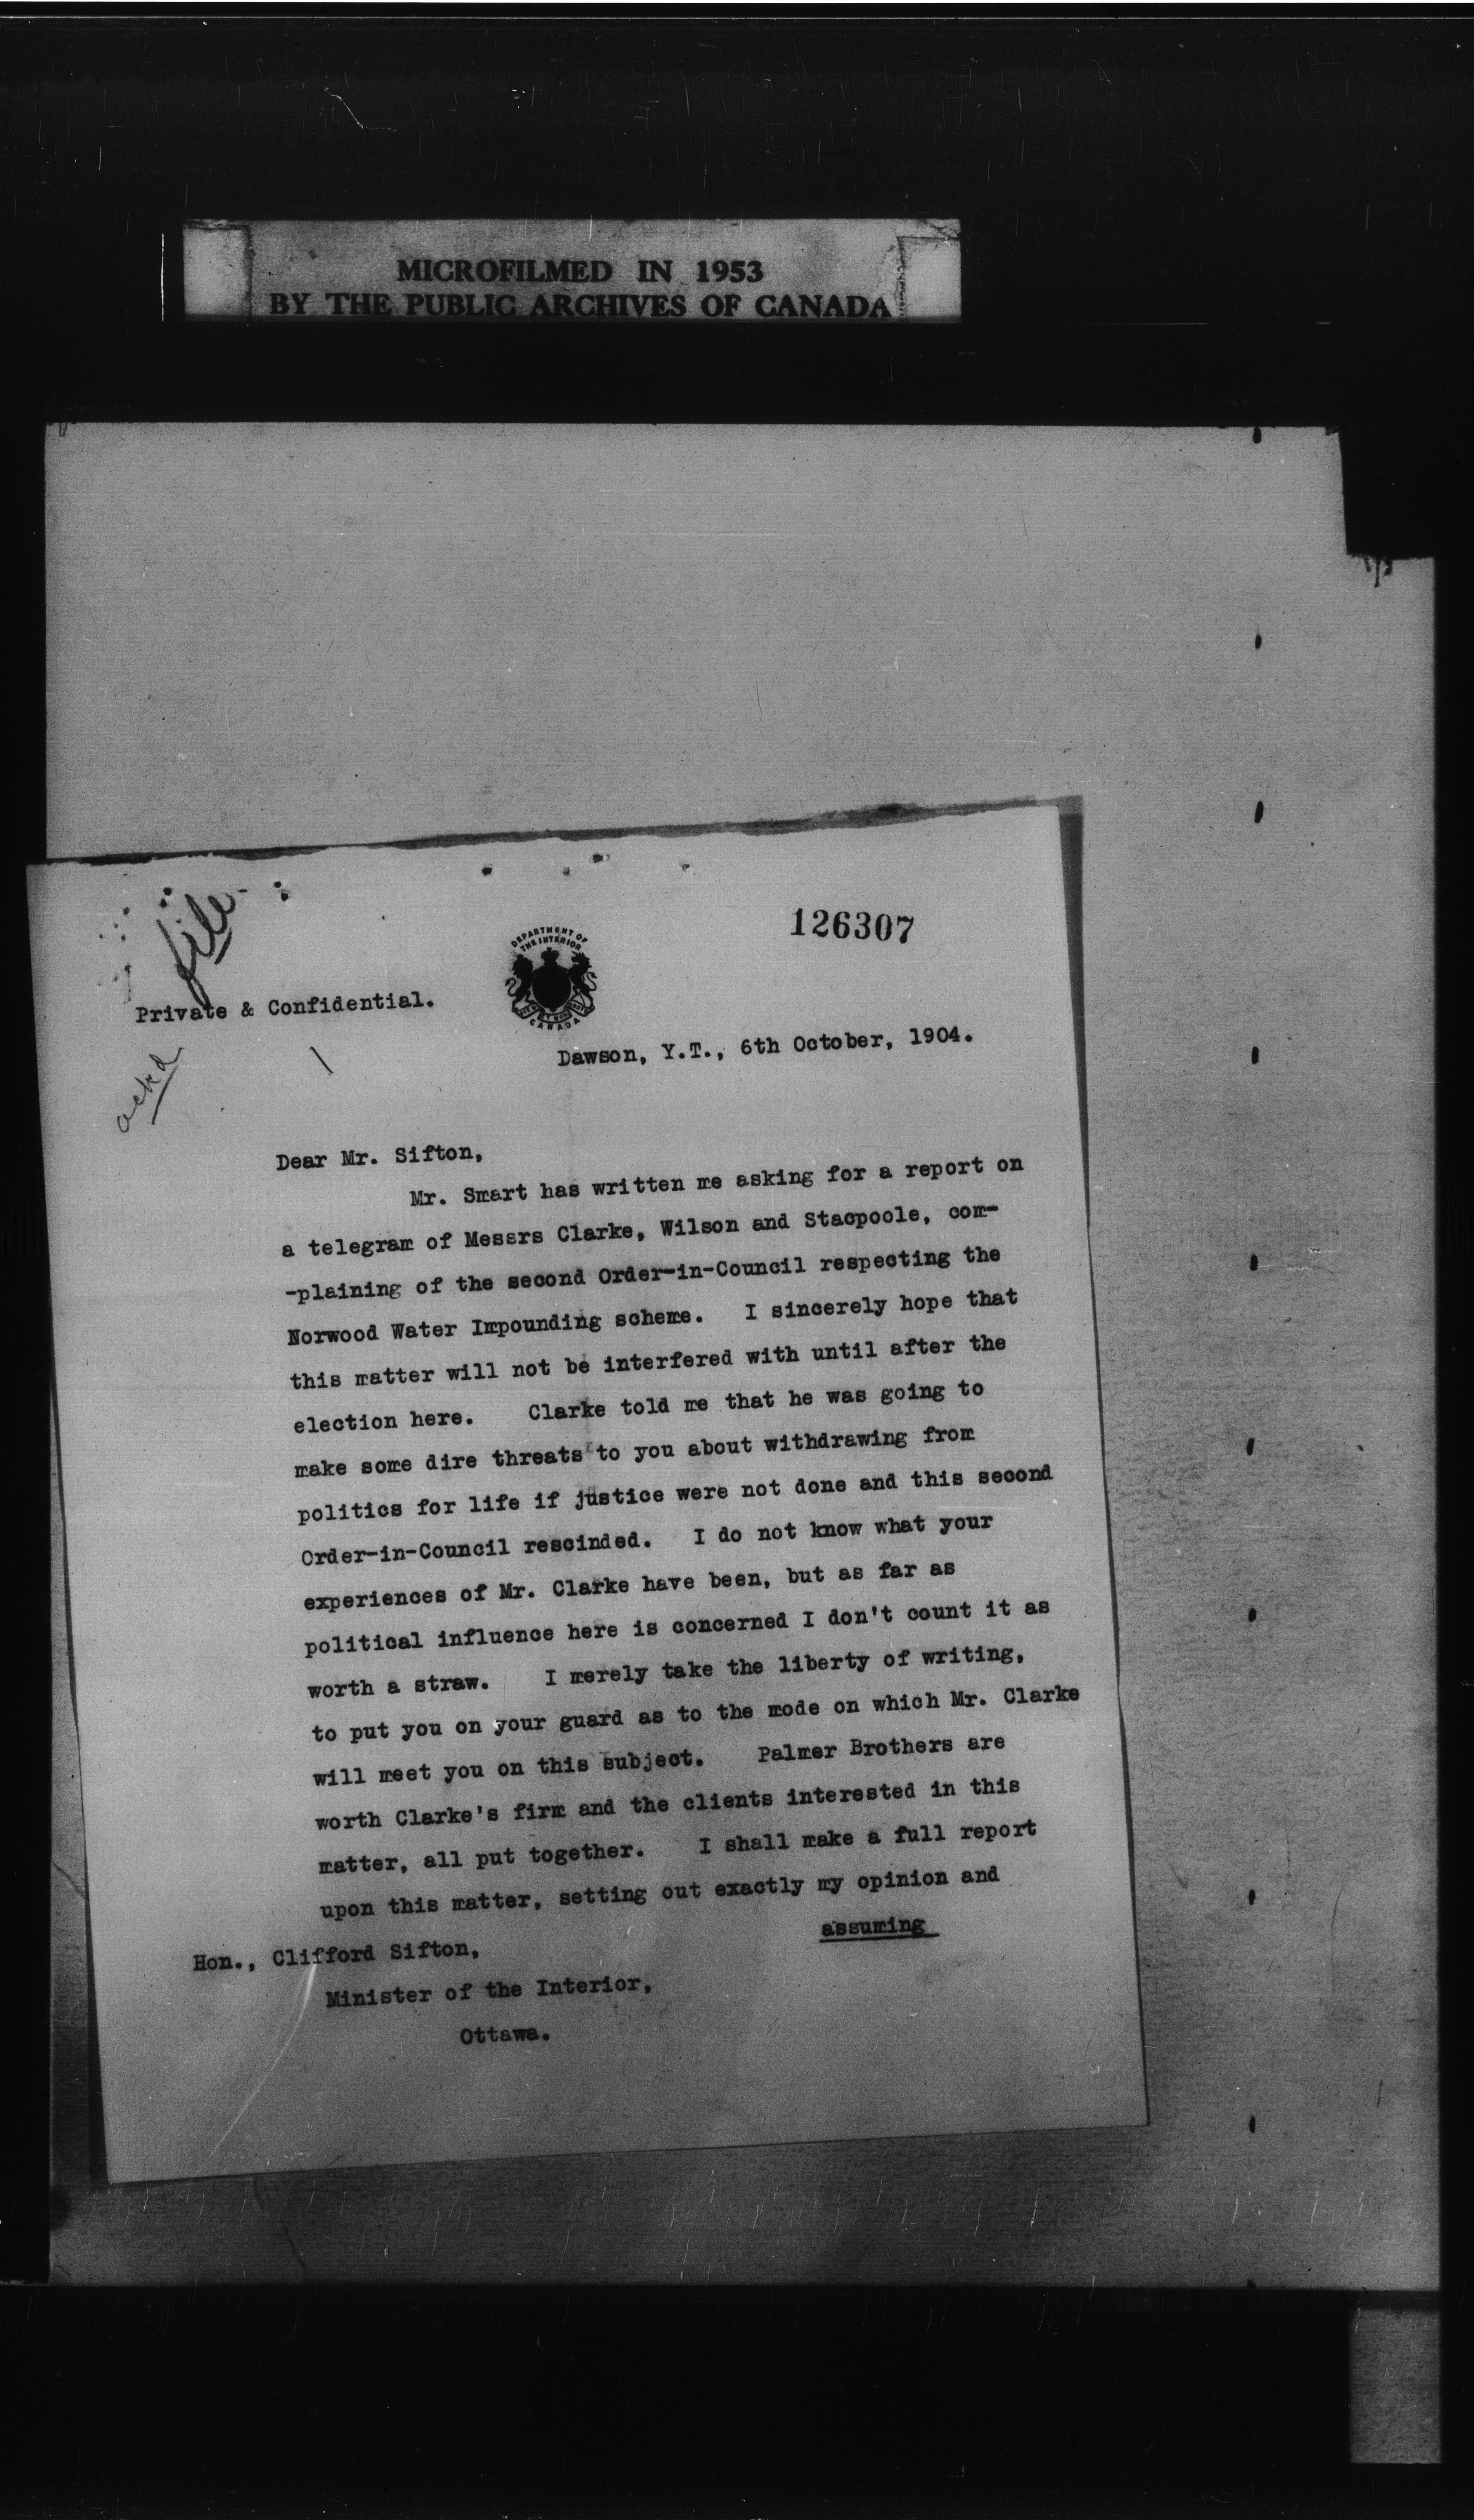 MICROFILMED IN 1953
BY THE PUBLIC ARCHIVES OF CANADA
file
126307
DEPARTMENT OF
THE INTERIOR
CANADA
Private & Confidential.
Dawson, Y.T., 6th October, 1904.
ackd
Dear Mr. Sifton,
Mr. Smart has written me asking for a report on
a telegram of Messrs Clarke, Wilson and Stacpoole, com-
-plaining of the second Order-in-Council respecting the
Norwood Water Impounding scheme. I sincerely hope that
this matter will not be interfered with until after the
election here. Clarke told me that he was going to
make some dire threats to you about withdrawing from
politics for life if justice were not done and this second
Order-in-Council rescinded. I do not know what your
experiences of Mr. Clarke have been, but as far as
political influence here is concerned I don't count it as
worth a straw. I merely take the liberty of writing,
to put you on your guard as to the mode on which Mr. Clarke
will meet you on this subject. Palmer Brothers are
worth Clarke's firm and the clients interested in this
matter, all put together. I shall make a full report
upon this matter, setting out exactly my opinion and
assuming
Hon., Clifford Sifton,
Minister of the Interior,
Ottawa.